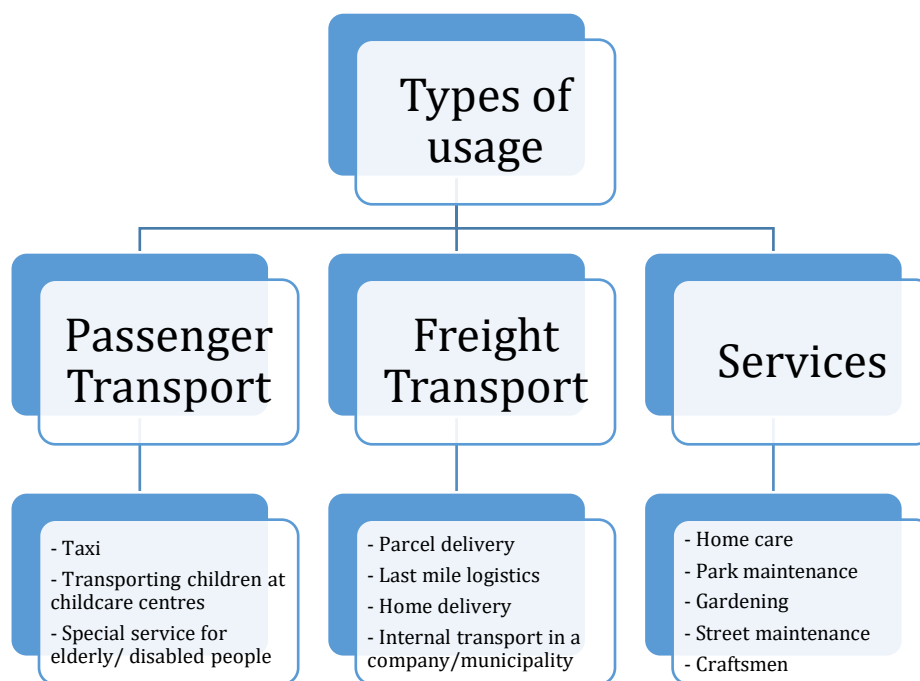 Types of
usage
Passenger
Transport
Freight
Transport
Services
- Taxi
- Transporting children at
childcare centres
- Special service for
elderly/ disabled people
- Parcel delivery
- Last mile logistics
- Home delivery
- Internal transport in a
company/municipality
- Home care
- Park maintenance
- Gardening
- Street maintenance
- Craftsmen